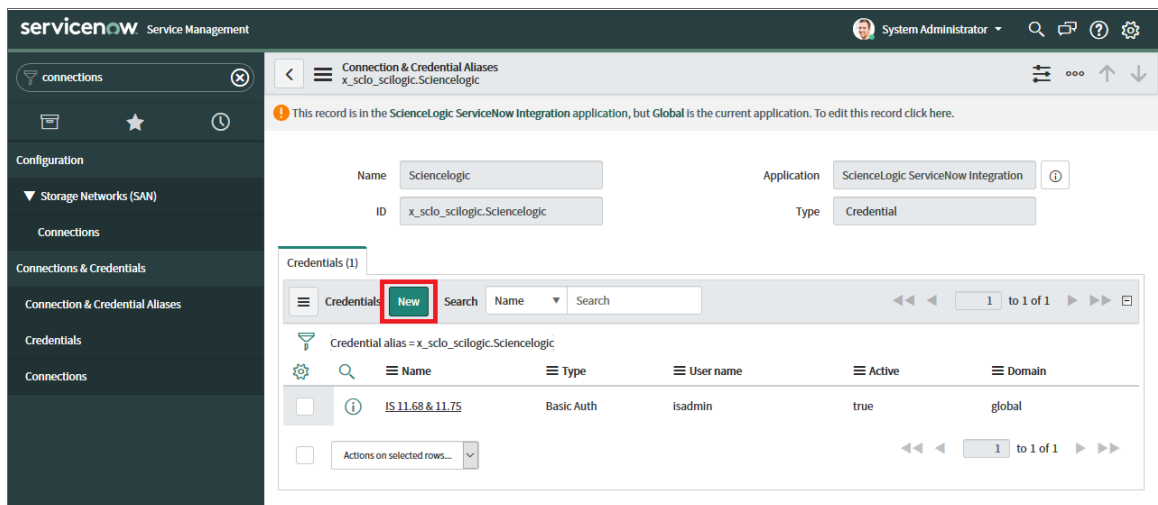 servicenow Service Management
System Administrator
connections
Connection & Credential Aliases
x_sclo_scilogic.Sciencelogic
This record is in the ScienceLogic ServiceNow Integration application, but Global is the current application. To edit this record click here.
Configuration
Storage Networks (SAN)
Connections
Connections & Credentials
Connection & Credential Aliases
Credentials
Connections
Name Sciencelogic Application ScienceLogic ServiceNow Integration
ID x_sclo_scilogic.Sciencelogic Type Credential
Credentials (1)
Credentials New Search Name Search 1 to 1 of 1
Credential alias = x_sclo_scilogic.Sciencelogic
Name Type User name Active Domain
IS 11.68 & 11.75 Basic Auth isadmin true global
Actions on selected rows... 1 to 1 of 1